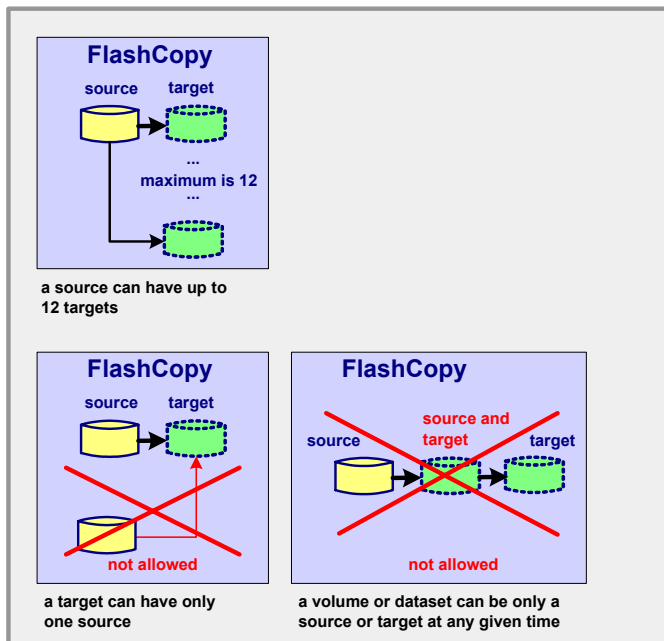 FlashCopy
source target
...
maximum is 12
...
a source can have up to
12 targets
FlashCopy
source target
not allowed
a target can have only
one source
FlashCopy
source and
target
source
target
not allowed
a volume or dataset can be only a
source or target at any given time